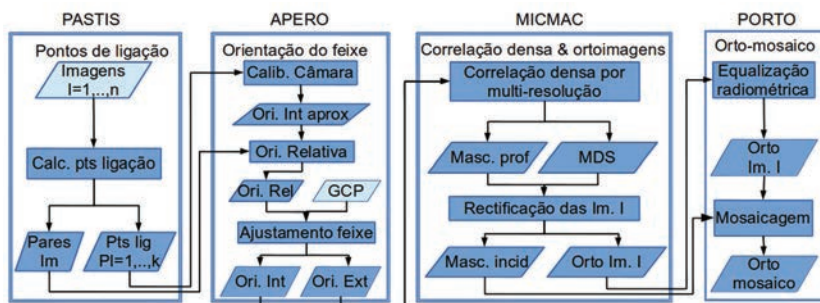 PASTIS
Pontos de ligação
Imagens
I=1,..,n
Calc. pts ligação
Pares
Im
Pts lig
PI=1,..,k
APERO
Orientação do feixe
Calib. Câmara
Ori. Int aprox
Ori. Relativa
Ori. Rel
GCP
Ajustamento feixe
Ori. Int
Ori. Ext
MICMAC
Correlação densa & ortoimagens
Correlação densa por
multi-resolução
Masc. prof
MDS
Rectificação das Im. I
Masc. incid
Orto Im. I
PORTO
Orto-mosaico
Equalização
radiométrica
Orto
Im. I
Mosaicagem
Orto
mosaico